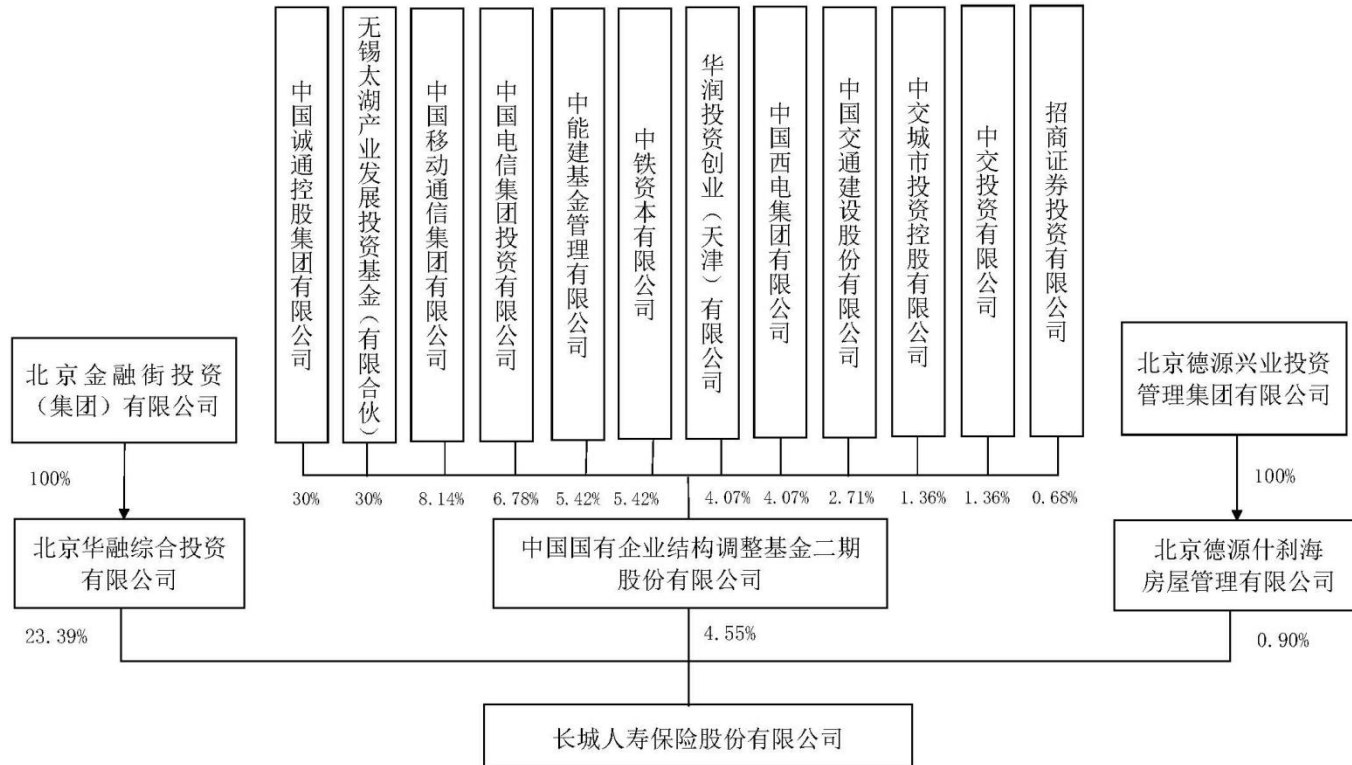 中国诚通控股集团有限公司
无锡太湖产业发展投资基金（有限合伙）
中国移动通信集团有限公司
中国电信集团投资有限公司
中能建基金管理有限公司
中铁资本有限公司
华润投资创业（天津）有限公司
中国西电集团有限公司
中国交通建设股份有限公司
中交城市投资控股有限公司
中交投资有限公司
招商证券投资有限公司
北京金融街投资
（集团）有限公司
北京德源兴业投资
管理集团有限公司
100%
30%
30%
8.14%
6.78%
5.42%
5.42%
4.07%
4.07%
2.71%
1.36%
1.36%
0.68%
100%
北京华融综合投资
有限公司
中国国有企业结构调整基金二期
股份有限公司
北京德源什刹海
房屋管理有限公司
23.39%
4.55%
0.90%
长城人寿保险股份有限公司